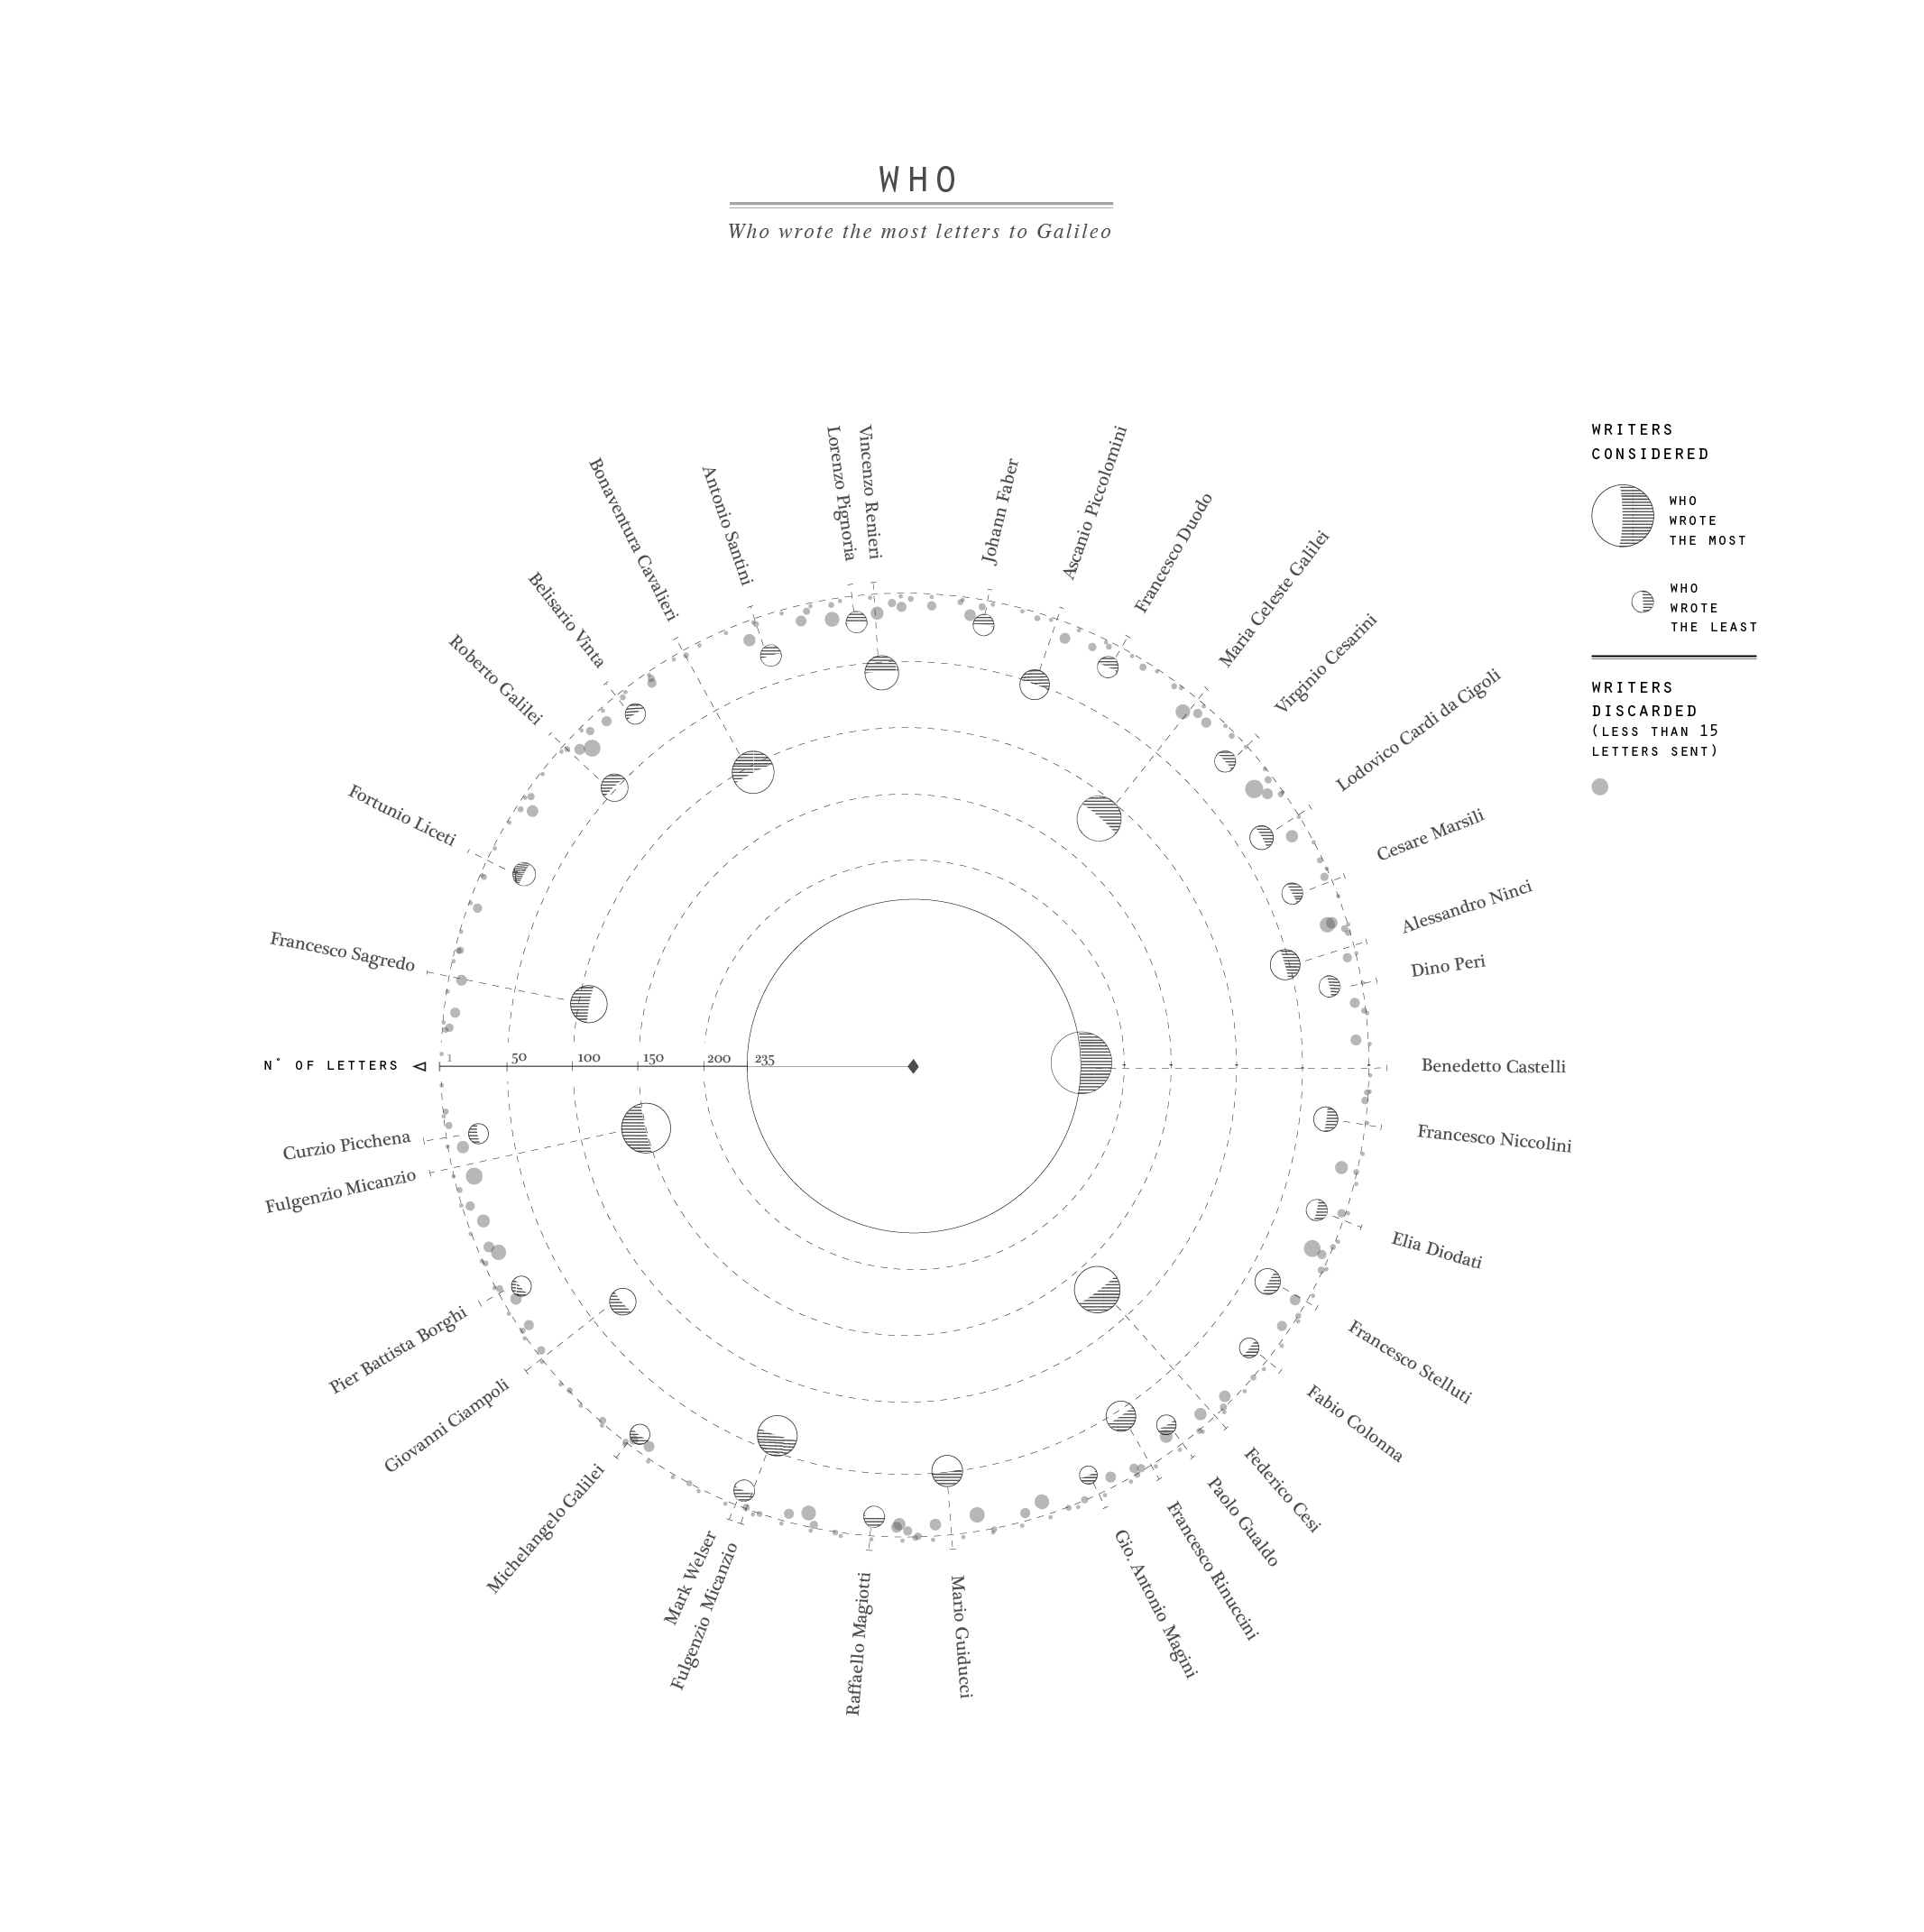 WHO
Who wrote the most letters to Galileo
WRITERS
CONSIDERED
WHO
WROTE
THE MOST
WHO
WROTE
THE LEAST
WRITERS
DISCARDED
(LESS THAN 15
LETTERS SENT)
Roberto Galilei
Belisario Vinta
Bonaventura Cavalieri
Antonio Santini
Lorenzo Pignoria
Vincenzo Renieri
Johann Faber
Ascanio Piccolomini
Francesco Duodo
Maria Celeste Galilei
Virginio Cesarini
Lodovico Cardi da Cigoli
Cesare Marsili
Alessandro Ninci
Dino Peri
Benedetto Castelli
Francesco Niccolini
Elia Diodati
Francesco Stelluti
Fabio Colonna
Federico Cesi
Paolo Gualdo
Francesco Rinuccini
Gio. Antonio Magini
Mario Guiducci
Raffaello Magiotti
Fulgenzio Micanzio
Mark Welser
Michelangelo Galilei
Giovanni Ciampoli
Pier Battista Borghi
Fulgenzio Micanzio
Curzio Picchena
N° OF LETTERS
1 50 100 150 200 235
Francesco Sagredo
Fortunio Liceti